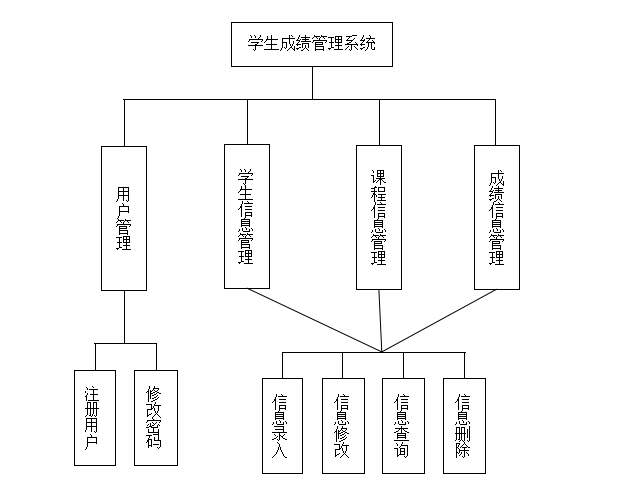 学生成绩管理系统
用户管理
学生信息管理
课程信息管理
成绩信息管理
注册用户
修改密码
信息录入
信息修改
信息查询
信息删除